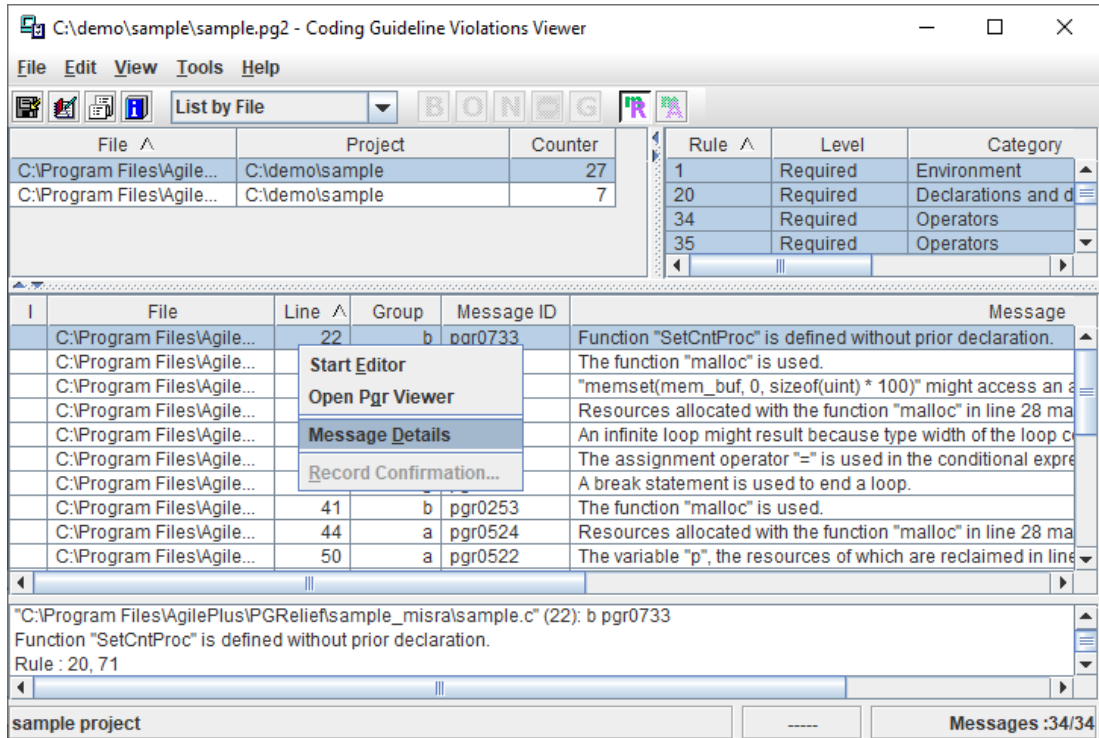 C:\demo\sample\sample.pg2 - Coding Guideline Violations Viewer
File Edit View Tools Help
List by File B O N G R A
File Project Counter
C:\Program Files\Agile... C:\demo\sample 27
C:\Program Files\Agile... C:\demo\sample 7
Rule Level Category
1 Required Environment
20 Required Declarations and d
34 Required Operators
35 Required Operators
I File Line Group Message ID Message
C:\Program Files\Agile... 22 b pgr0733 Function "SetCntProc" is defined without prior declaration.
C:\Program Files\Agile... The function "malloc" is used.
C:\Program Files\Agile... "memset(mem_buf, 0, sizeof(uint) * 100)" might access an a
C:\Program Files\Agile... Resources allocated with the function "malloc" in line 28 ma
C:\Program Files\Agile... An infinite loop might result because type width of the loop c
C:\Program Files\Agile... The assignment operator "=" is used in the conditional expre
C:\Program Files\Agile... A break statement is used to end a loop.
C:\Program Files\Agile... 41 b pgr0253 The function "malloc" is used.
C:\Program Files\Agile... 44 a pgr0524 Resources allocated with the function "malloc" in line 28 ma
C:\Program Files\Agile... 50 a pgr0522 The variable "p", the resources of which are reclaimed in line
Start Editor
Open Pgr Viewer
Message Details
Record Confirmation...
"C:\Program Files\AgilePlus\PGRelief\sample_misra\sample.c" (22): b pgr0733
Function "SetCntProc" is defined without prior declaration.
Rule : 20, 71
sample project ----- Messages :34/34